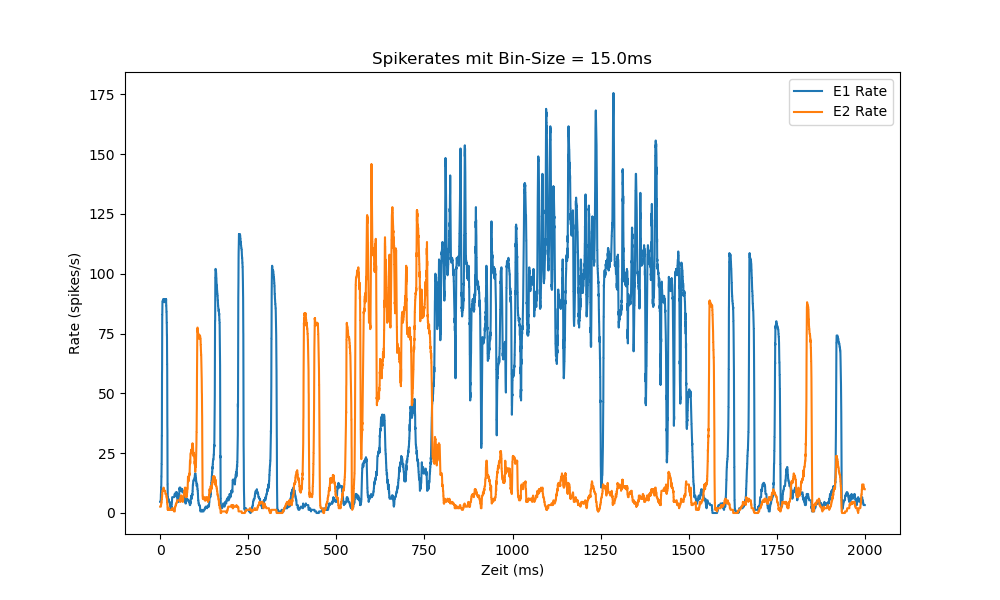 Spikerates mit Bin-Size = 15.0ms
E1 Rate
E2 Rate
Rate (spikes/s)
175
150
125
100
75
50
25
0
0 250 500 750 1000 1250 1500 1750 2000
Zeit (ms)